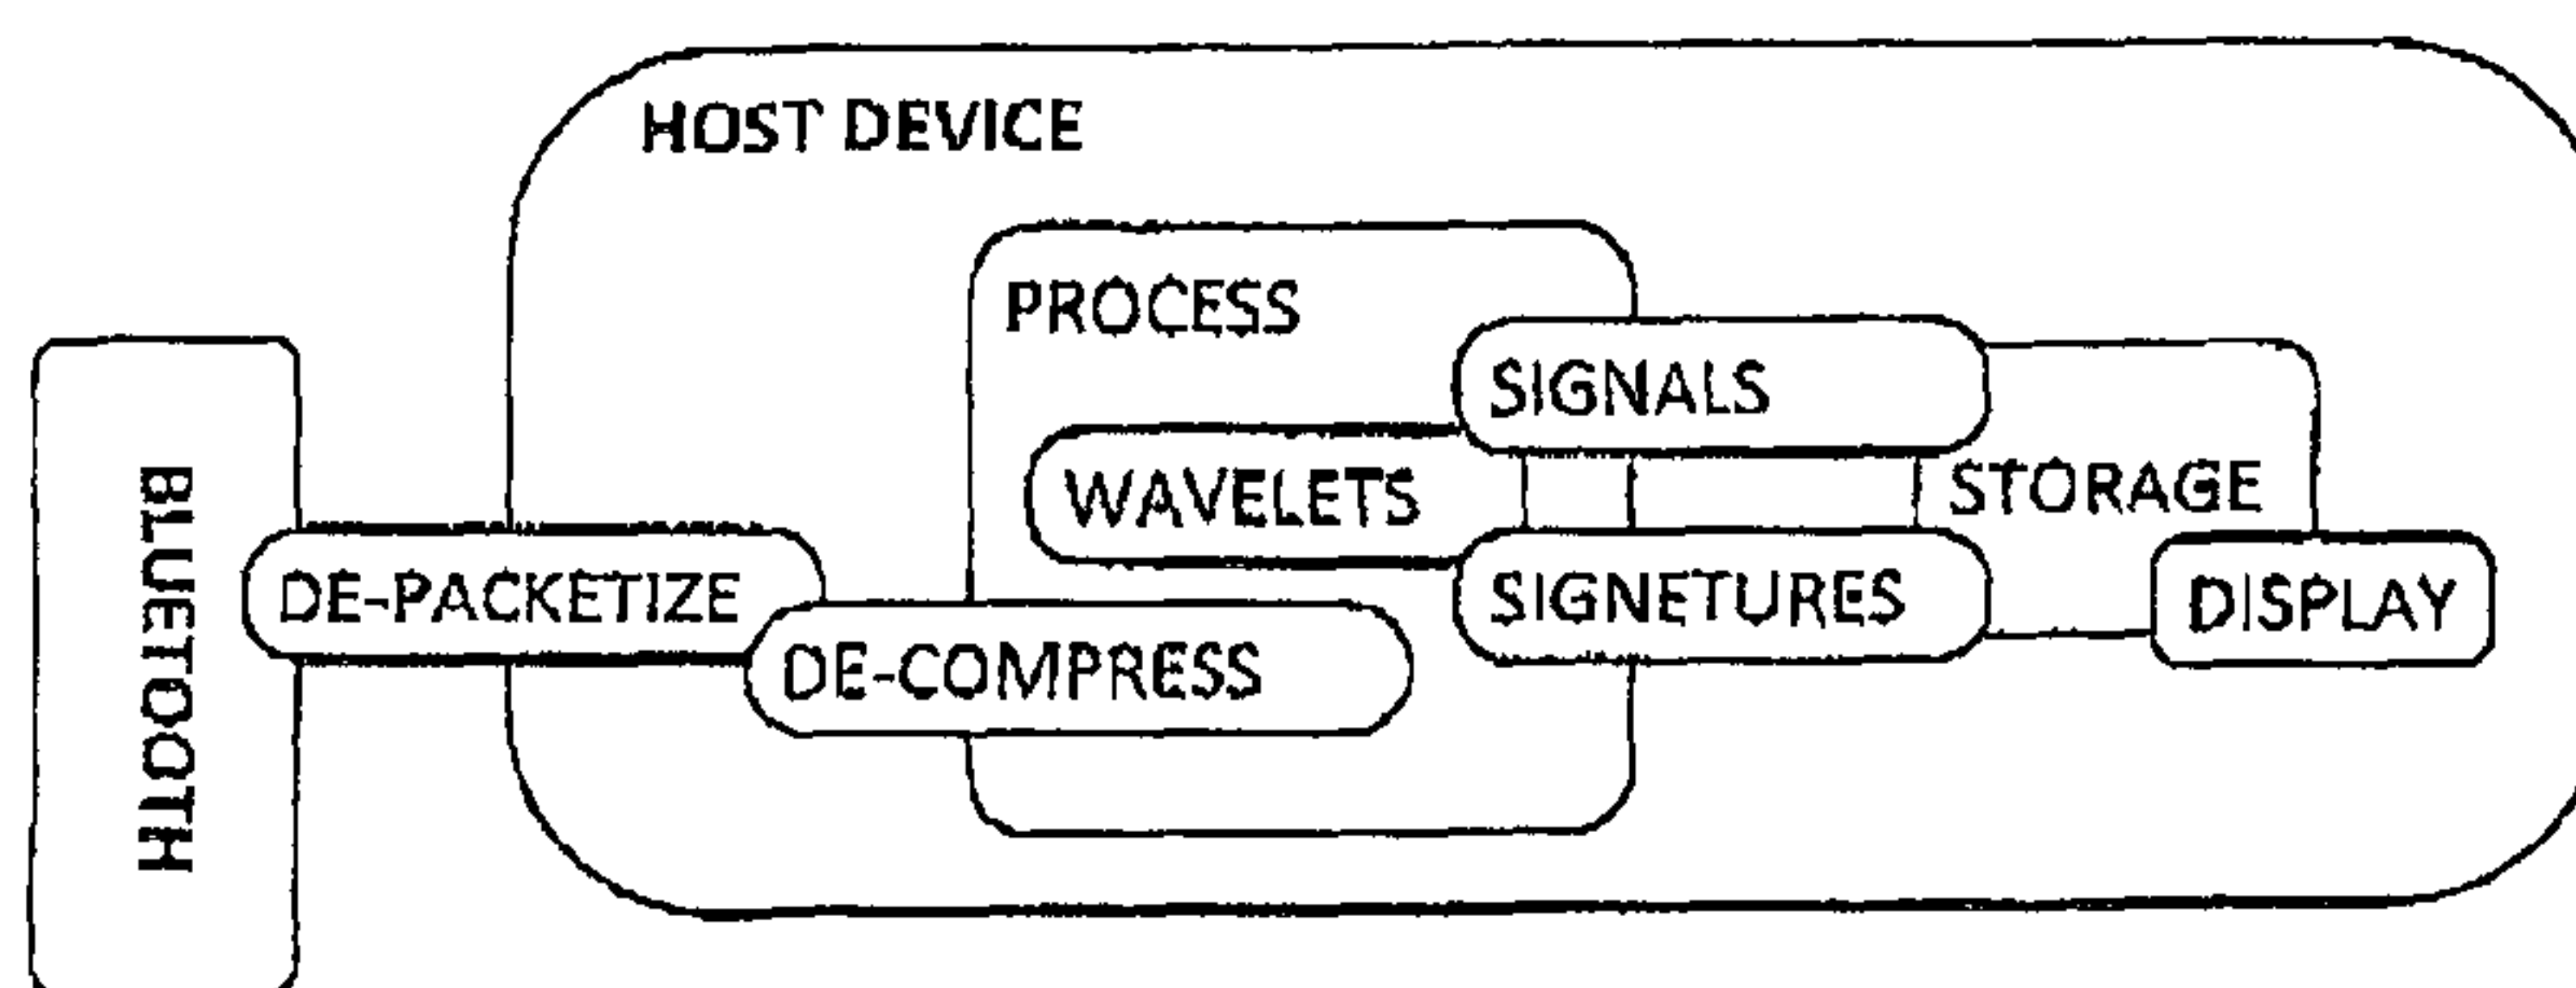 HOST DEVICE
PROCESS
SIGNALS
WAVELETS
STORAGE
BLUETOOTH
DE-PACKETIZE
SIGNETURES
DISPLAY
DE-COMPRESS